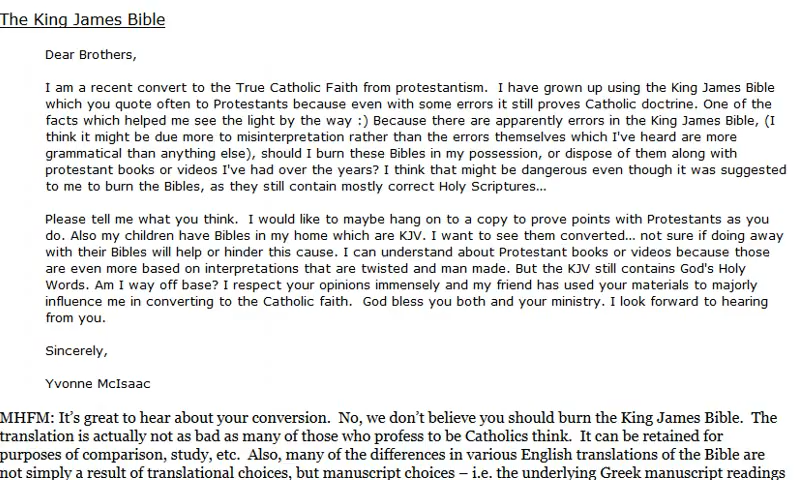 The King James Bible
Dear Brothers,
I am a recent convert to the True Catholic Faith from protestantism.  I have grown up using the King James Bible
which you quote often to Protestants because even with some errors it still proves Catholic doctrine. One of the
facts which helped me see the light by the way :) Because there are apparently errors in the King James Bible, (I
think it might be due more to misinterpretation rather than the errors themselves which I've heard are more
grammatical than anything else), should I burn these Bibles in my possession, or dispose of them along with
protestant books or videos I've had over the years? I think that might be dangerous even though it was suggested
to me to burn the Bibles, as they still contain mostly correct Holy Scriptures...
Please tell me what you think.  I would like to maybe hang on to a copy to prove points with Protestants as you
do. Also my children have Bibles in my home which are KJV. I want to see them converted... not sure if doing away
with their Bibles will help or hinder this cause. I can understand about Protestant books or videos because those
are even more based on interpretations that are twisted and man made. But the KJV still contains God's Holy
Words. Am I way off base? I respect your opinions immensely and my friend has used your materials to majorly
influence me in converting to the Catholic faith.  God bless you both and your ministry. I look forward to hearing
from you.
Sincerely,
Yvonne McIsaac
MHFM: It’s great to hear about your conversion.  No, we don’t believe you should burn the King James Bible.  The
translation is actually not as bad as many of those who profess to be Catholics think.  It can be retained for
purposes of comparison, study, etc.  Also, many of the differences in various English translations of the Bible are
not simply a result of translational choices, but manuscript choices – i.e. the underlying Greek manuscript readings